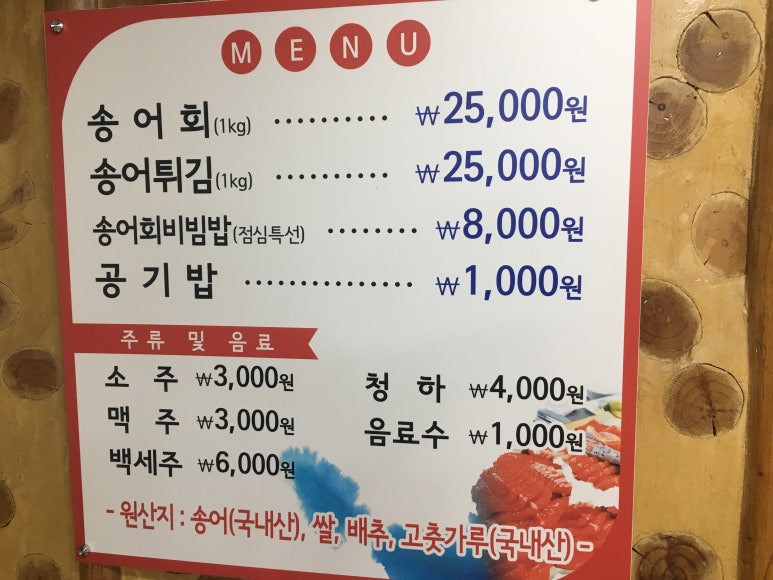 MENU
송어회(1kg) ·········· ₩25,000원
송어튀김(1kg) ·········· ₩25,000원
송어회비빔밥(점심특선) ········ ₩8,000원
공기밥 ··············· ₩1,000원
주류 및 음료
소주 ₩3,000원
맥주 ₩3,000원
백세주 ₩6,000원
청하 ₩4,000원
음료수 ₩1,000원
- 원산지 : 송어(국내산), 쌀, 배추, 고춧가루(국내산) -